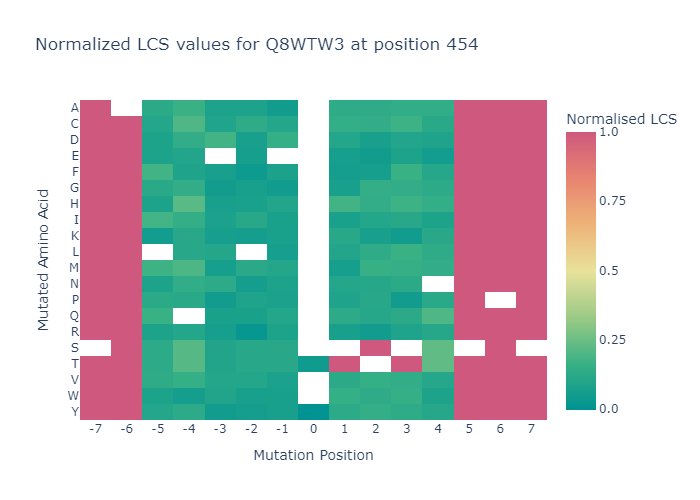 Normalized LCS values for Q8WTW3 at position 454
Normalised LCS
Mutated Amino Acid
A
C
D
E
F
G
H
I
K
L
M
N
P
Q
R
S
T
V
W
Y
-7 -6 -5 -4 -3 -2 -1 0 1 2 3 4 5 6 7
Mutation Position
1.0
0.75
0.5
0.25
0.0